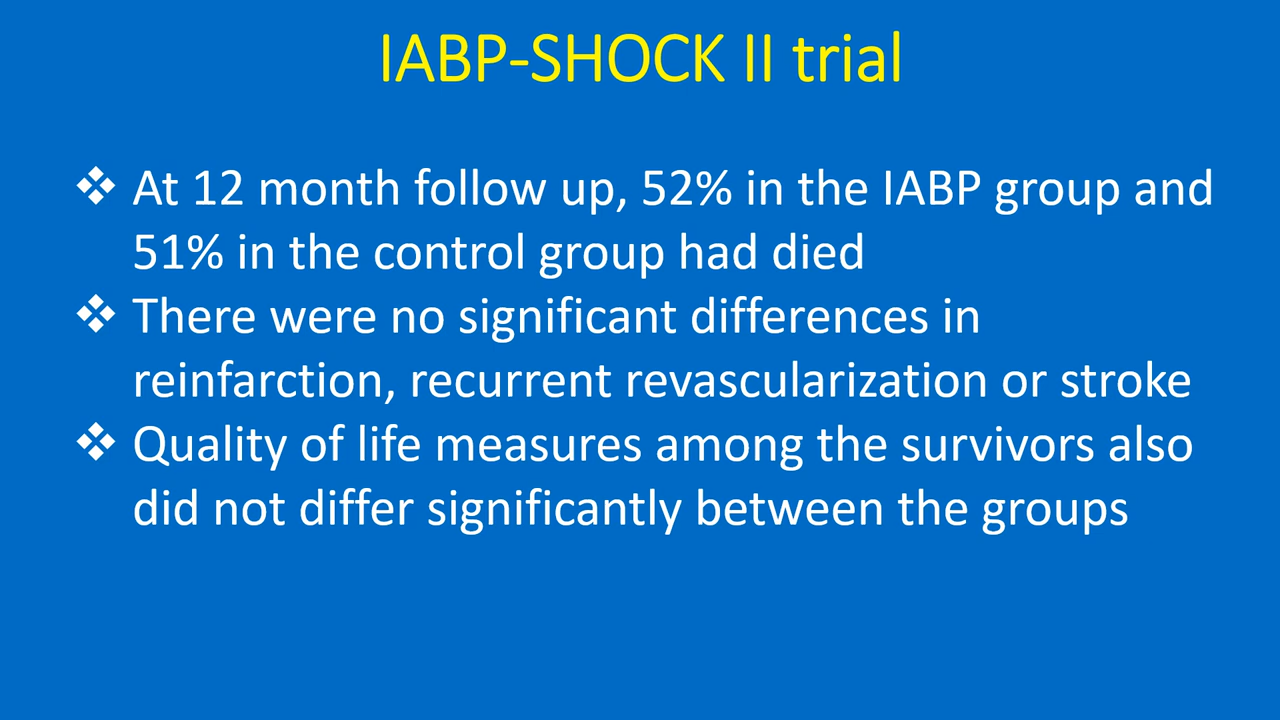 IABP-SHOCK II trial
❖ At 12 month follow up, 52% in the IABP group and
51% in the control group had died
❖ There were no significant differences in
reinfarction, recurrent revascularization or stroke
❖ Quality of life measures among the survivors also
did not differ significantly between the groups